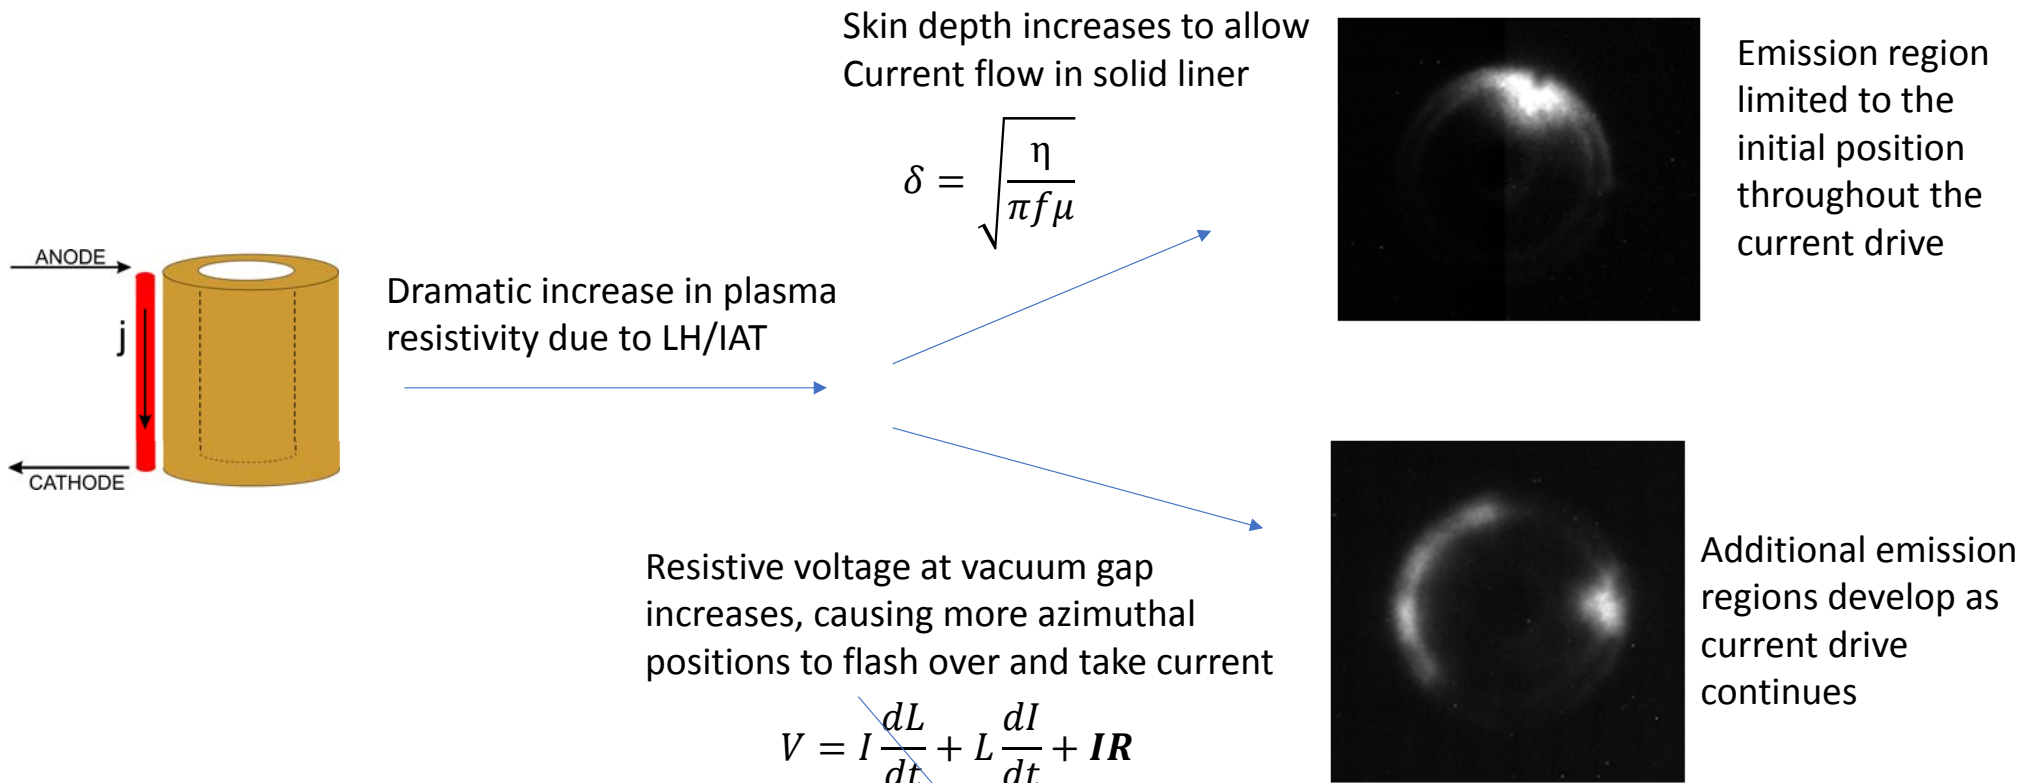 Skin depth increases to allow
Current flow in solid liner
δ = √(η / πfμ)
Emission region
limited to the
initial position
throughout the
current drive
ANODE
j
CATHODE
Dramatic increase in plasma
resistivity due to LH/IAT
Resistive voltage at vacuum gap
increases, causing more azimuthal
positions to flash over and take current
V = I dL/dt + L dI/dt + IR
Additional emission
regions develop as
current drive
continues